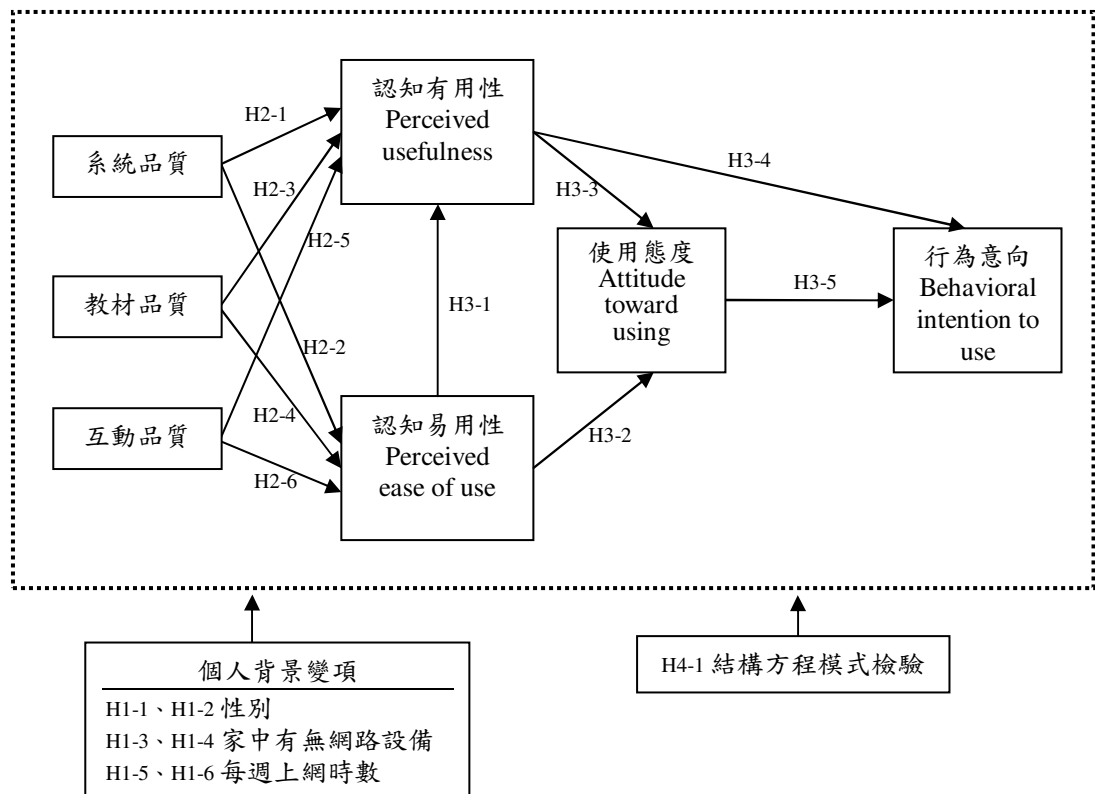 認知有用性
Perceived
usefulness
H2-1
系統品質
H2-3
H3-4
H3-3
H2-5
使用態度
Attitude
toward
using
行為意向
Behavioral
intention to
use
教材品質
H3-1
H3-5
H2-2
認知易用性
Perceived
ease of use
H2-4
互動品質
H3-2
H2-6
個人背景變項
H1-1、H1-2 性別
H1-3、H1-4 家中有無網路設備
H1-5、H1-6 每週上網時數
H4-1 結構方程模式檢驗